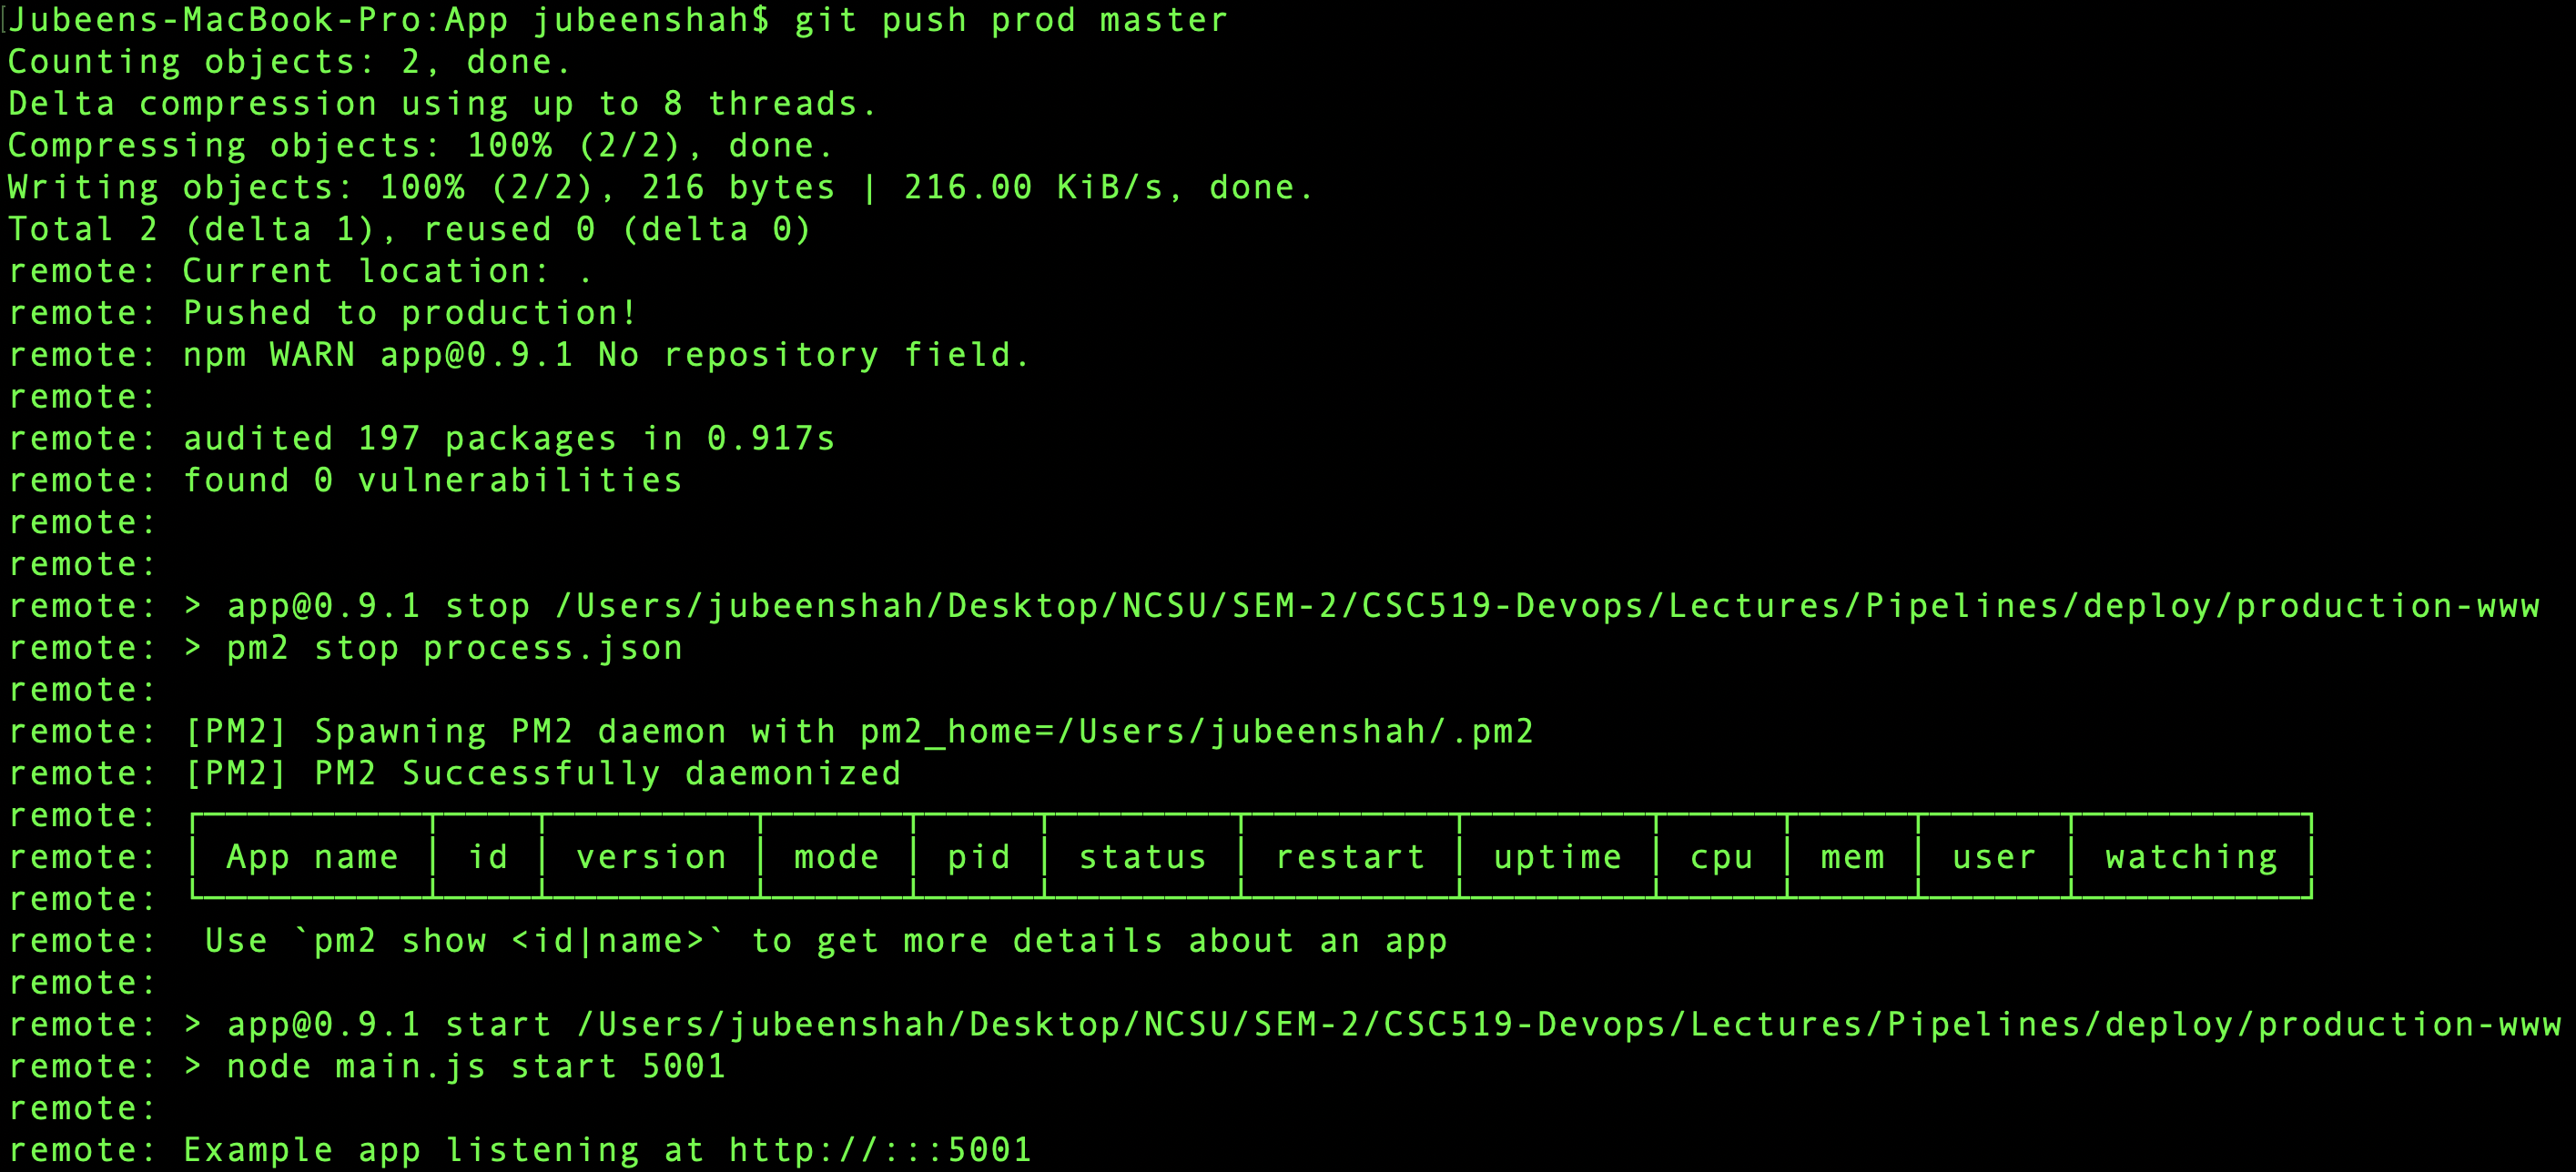 Jubeens-MacBook-Pro:App jubeenshah$ git push prod master
Counting objects: 2, done.
Delta compression using up to 8 threads.
Compressing objects: 100% (2/2), done.
Writing objects: 100% (2/2), 216 bytes | 216.00 KiB/s, done.
Total 2 (delta 1), reused 0 (delta 0)
remote: Current location: .
remote: Pushed to production!
remote: npm WARN app@0.9.1 No repository field.
remote:
remote: audited 197 packages in 0.917s
remote: found 0 vulnerabilities
remote:
remote:
remote: > app@0.9.1 stop /Users/jubeenshah/Desktop/NCSU/SEM-2/CSC519-Devops/Lectures/Pipelines/deploy/production-www
remote: > pm2 stop process.json
remote:
remote: [PM2] Spawning PM2 daemon with pm2_home=/Users/jubeenshah/.pm2
remote: [PM2] PM2 Successfully daemonized
remote: ┌──────────┬────┬─────────┬──────┬─────┬────────┬─────────┬────────┬─────┬─────┬──────┬──────────┐
remote: │ App name │ id │ version │ mode │ pid │ status │ restart │ uptime │ cpu │ mem │ user │ watching │
remote: └──────────┴────┴─────────┴──────┴─────┴────────┴─────────┴────────┴─────┴─────┴──────┴──────────┘
remote:  Use `pm2 show <id|name>` to get more details about an app
remote:
remote: > app@0.9.1 start /Users/jubeenshah/Desktop/NCSU/SEM-2/CSC519-Devops/Lectures/Pipelines/deploy/production-www
remote: > node main.js start 5001
remote:
remote: Example app listening at http://:::5001